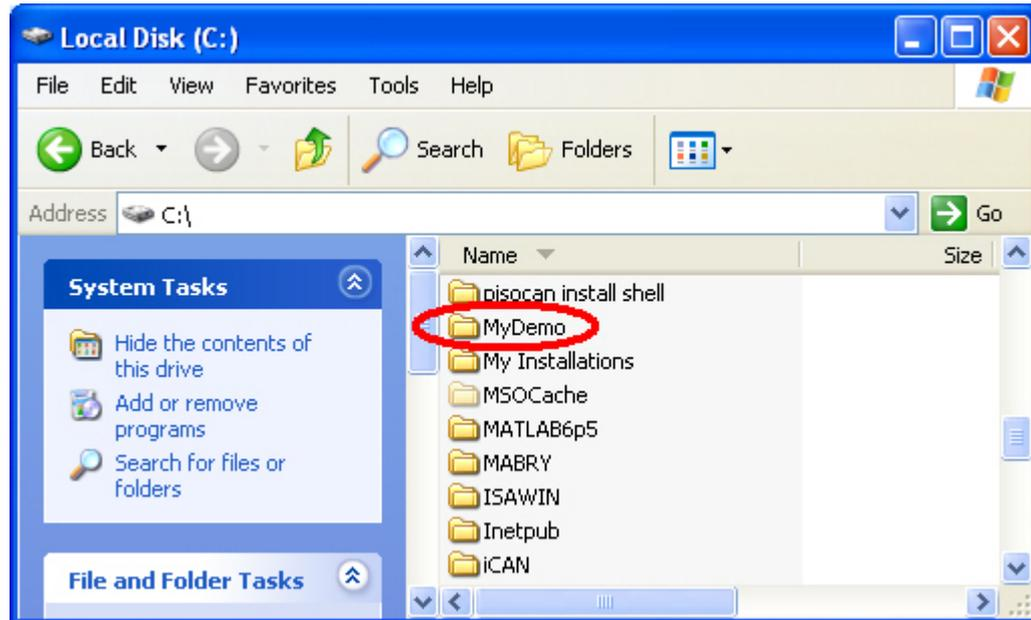 Local Disk (C:)
File Edit View Favorites Tools Help
Back Search Folders
Address C:\ Go
System Tasks
Hide the contents of
this drive
Add or remove
programs
Search for files or
folders
File and Folder Tasks
Name Size
pisocan install shell
MyDemo
My Installations
MSOCache
MATLAB6p5
MABRY
ISAWIN
Inetpub
iCAN